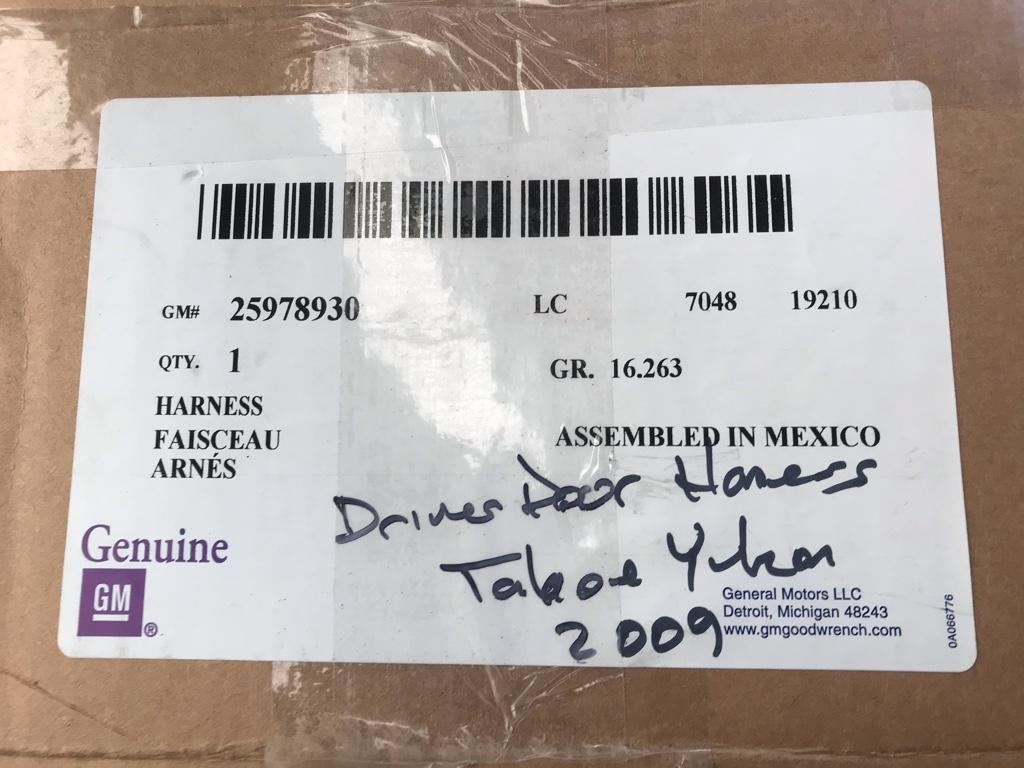 GM# 25978930 LC 7048 19210
QTY. 1 GR. 16.263
HARNESS
FAISCEAU
ARNÉS
ASSEMBLED IN MEXICO
Driver Door Harness
Tahoe Yukon
2009
Genuine
GM®
General Motors LLC
Detroit, Michigan 48243
www.gmgoodwrench.com
0A066776